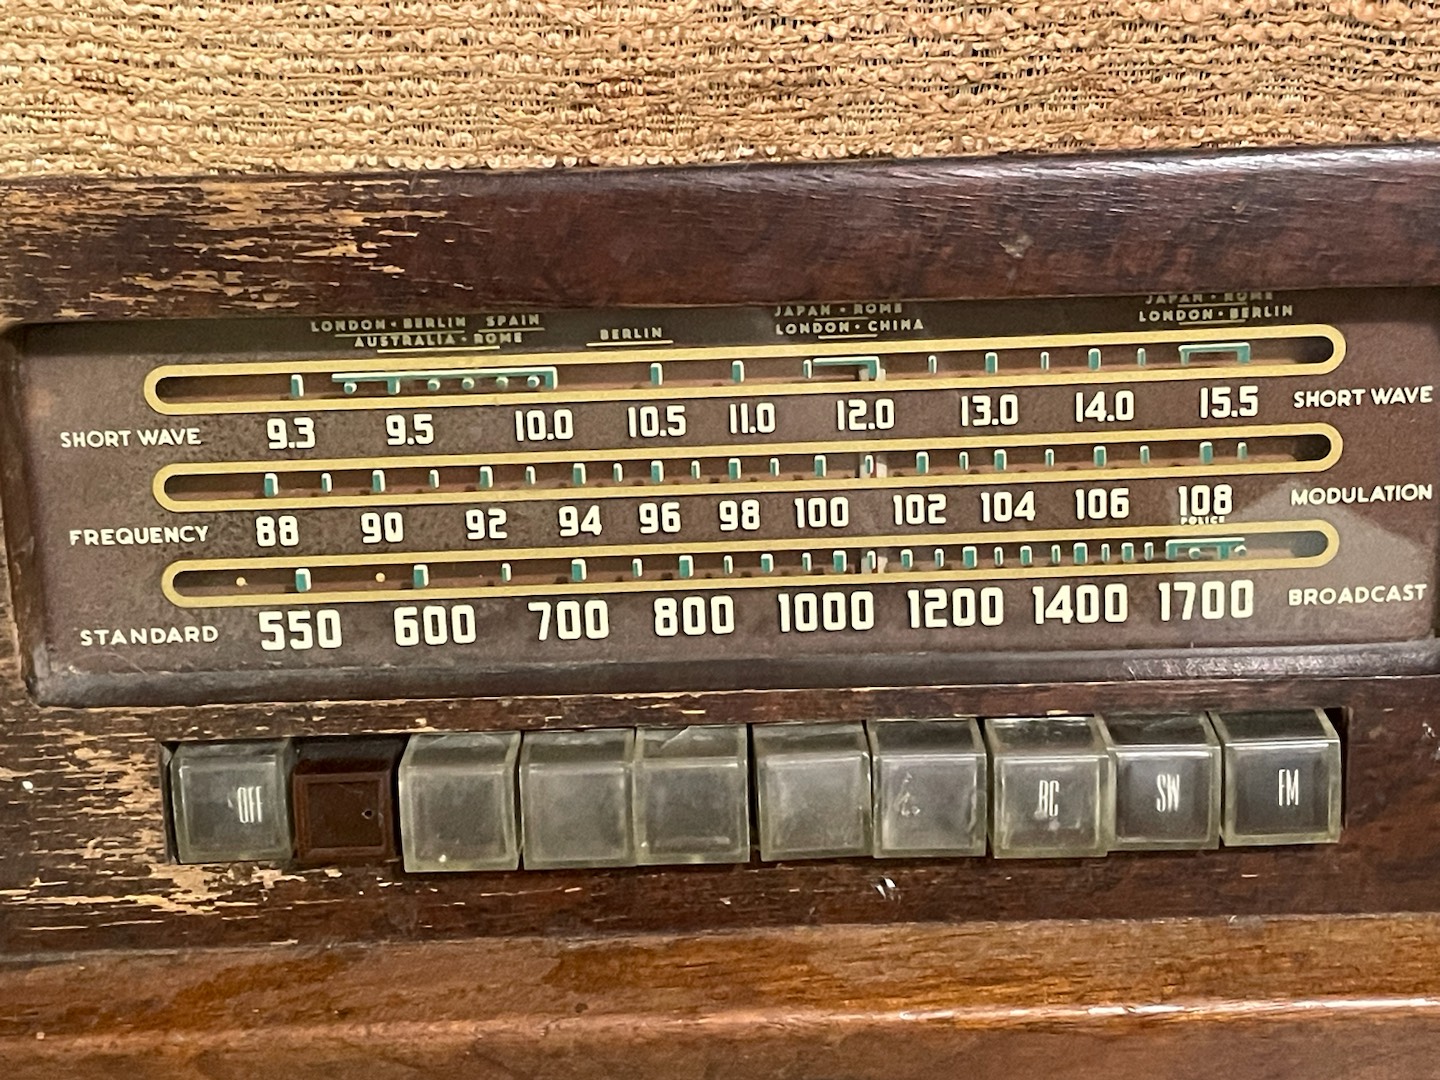 JAPAN • ROME JAPAN • ROME
LONDON • BERLIN SPAIN BERLIN LONDON • CHINA LONDON • BERLIN
AUSTRALIA • ROME
SHORT WAVE 9.3 9.5 10.0 10.5 11.0 12.0 13.0 14.0 15.5 SHORT WAVE
FREQUENCY 88 90 92 94 96 98 100 102 104 106 108 MODULATION
POLICE
STANDARD 550 600 700 800 1000 1200 1400 1700 BROADCAST
OFF BC SW FM